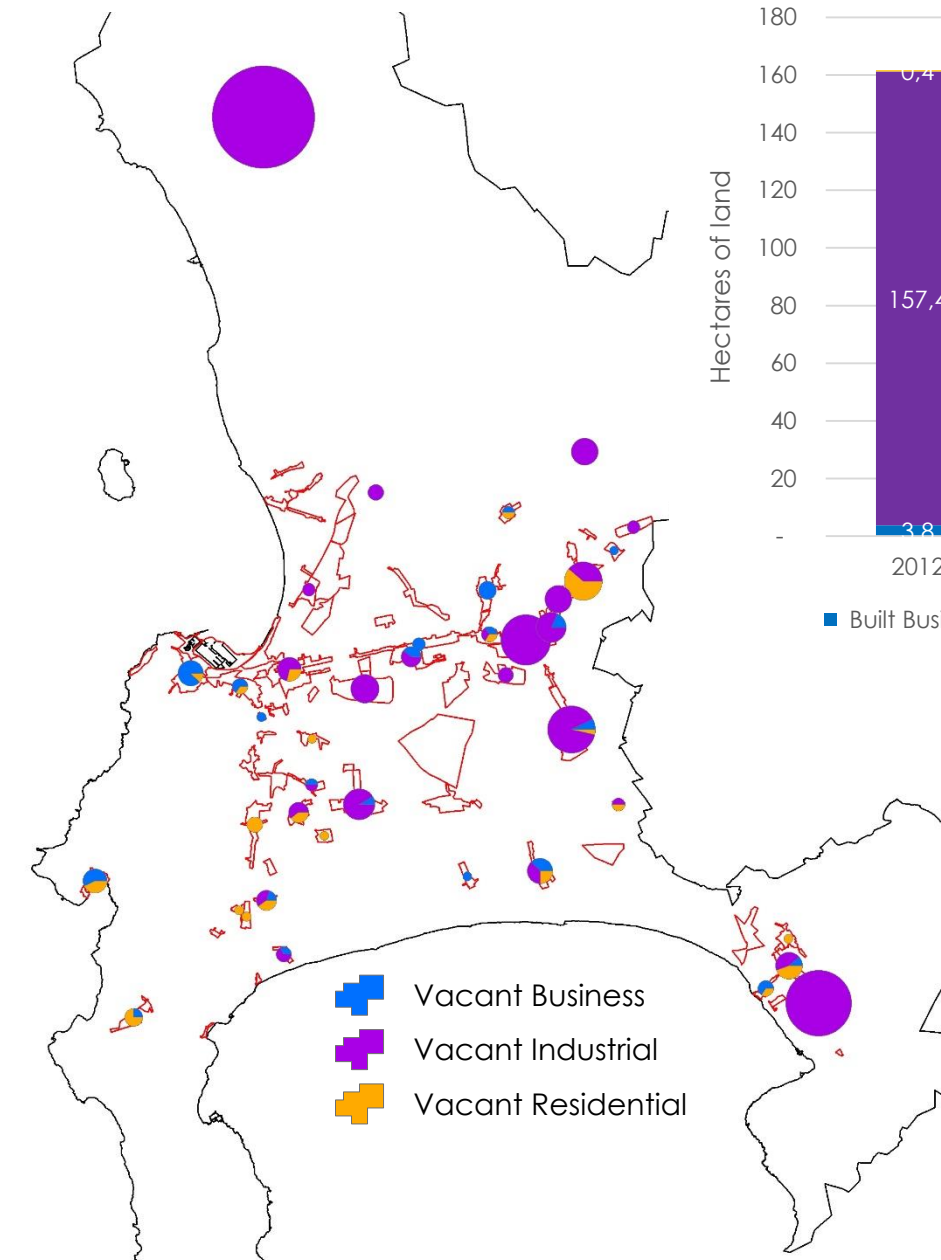 180
160
140
120
100
80
60
40
20
-
Hectares of land
0,4
157,4
3,8
2012
Built Busi
Vacant Business
Vacant Industrial
Vacant Residential